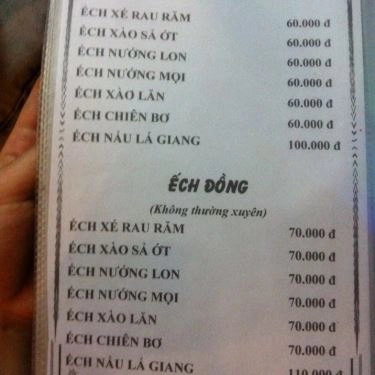 ẾCH XÉ RAU RĂM 60.000 đ
ẾCH XÀO SẢ ỚT 60.000 đ
ẾCH NƯỚNG LON 60.000 đ
ẾCH NƯỚNG MỌI 60.000 đ
ẾCH XÀO LĂN 60.000 đ
ẾCH CHIÊN BƠ 60.000 đ
ẾCH NẤU LÁ GIANG 100.000 đ
ẾCH ĐỒNG
(Không thường xuyên)
ẾCH XÉ RAU RĂM 70.000 đ
ẾCH XÀO SẢ ỚT 70.000 đ
ẾCH NƯỚNG LON 70.000 đ
ẾCH NƯỚNG MỌI 70.000 đ
ẾCH XÀO LĂN 70.000 đ
ẾCH CHIÊN BƠ 70.000 đ
ẾCH NẤU LÁ GIANG 110.000 đ